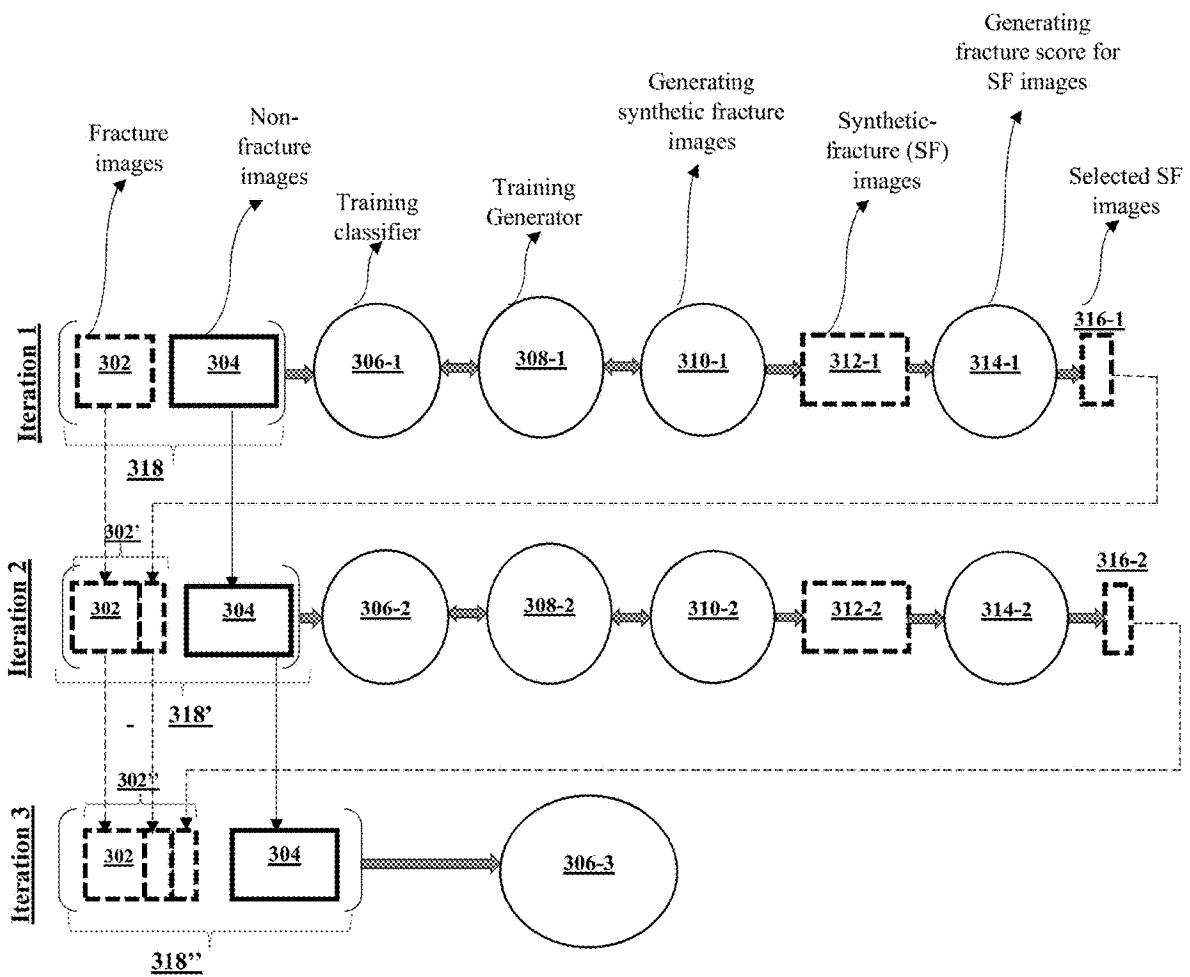 Generating
fracture score for
SF images
Generating
synthetic fracture
images
Non-
fracture
images
Fracture
images
Synthetic-
fracture (SF)
images
Selected SF
images
Training
Generator
Training
classifier
Iteration 1
302
304
306-1
308-1
310-1
312-1
314-1
316-1
318
Iteration 2
302'
302
304
306-2
308-2
310-2
312-2
314-2
316-2
318'
Iteration 3
302''
302
304
306-3
318''